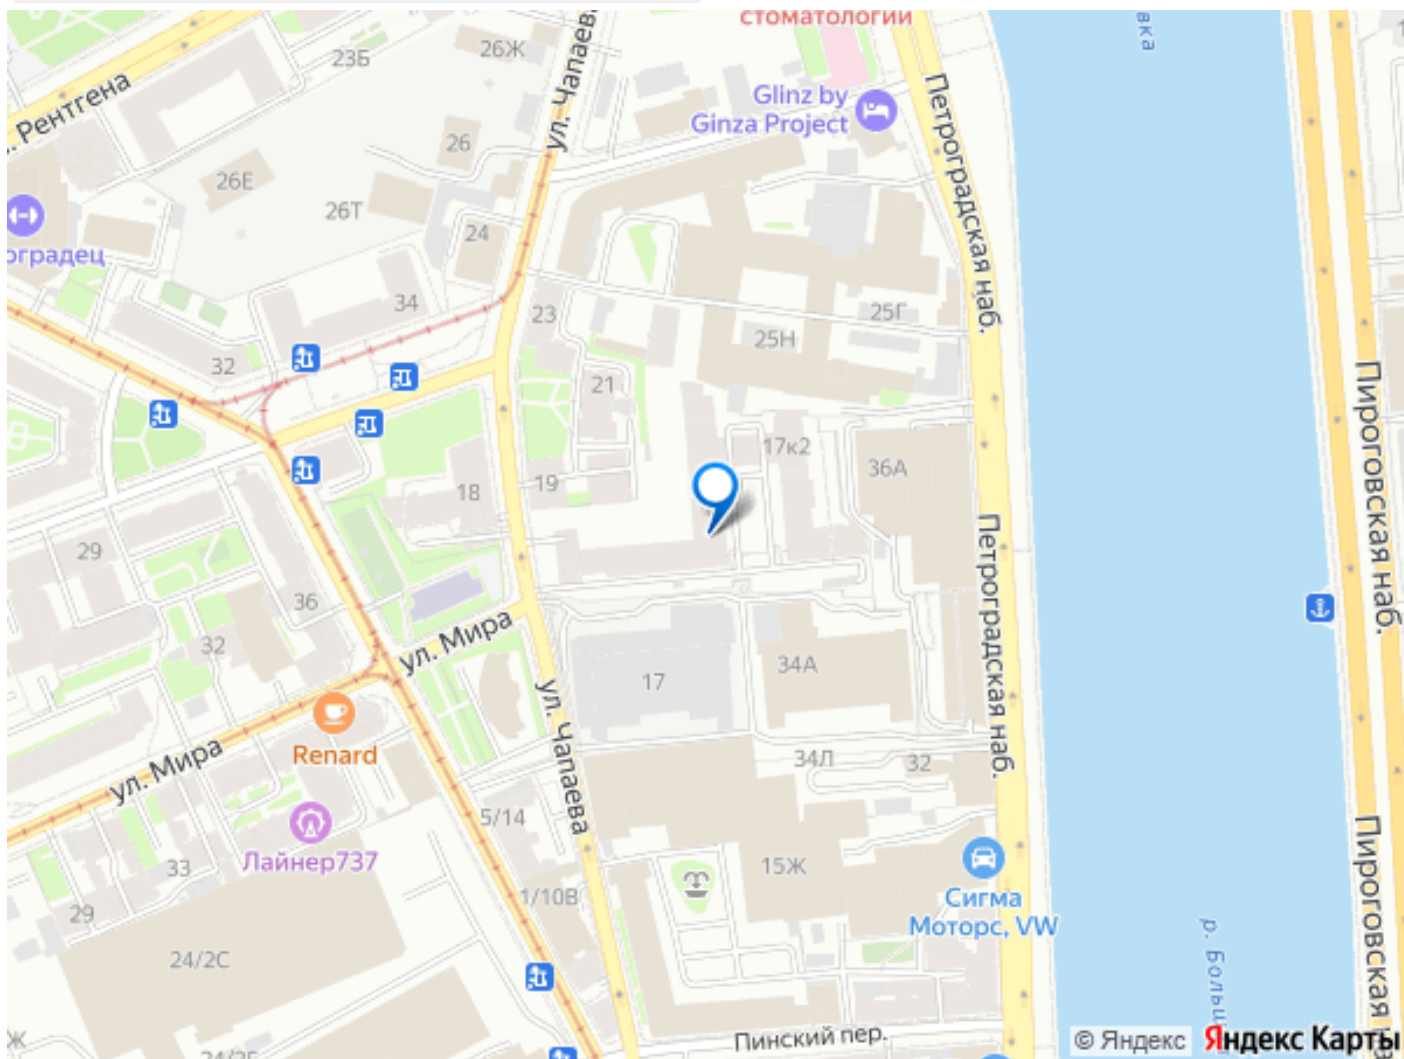 стоматологии
ул. Чапаева
26Ж
23Б
Рентгена
Glinz by
Ginza Project
Петроградская наб.
26
26Е
26Т
24
оградец
34
23
25Г
25Н
32
21
Пироговская наб.
17к2
36А
18
19
29
36
32
Петроградская наб.
ул. Мира
17
34А
ул. Чапаева
Renard
ул. Мира
34Л
32
5/14
Лайнер737
33
15Ж
1/10В
29
Сигма
Моторс, VW
Пироговская
24/2С
р. Больш
Пинский пер.
© Яндекс
Яндекс Карты